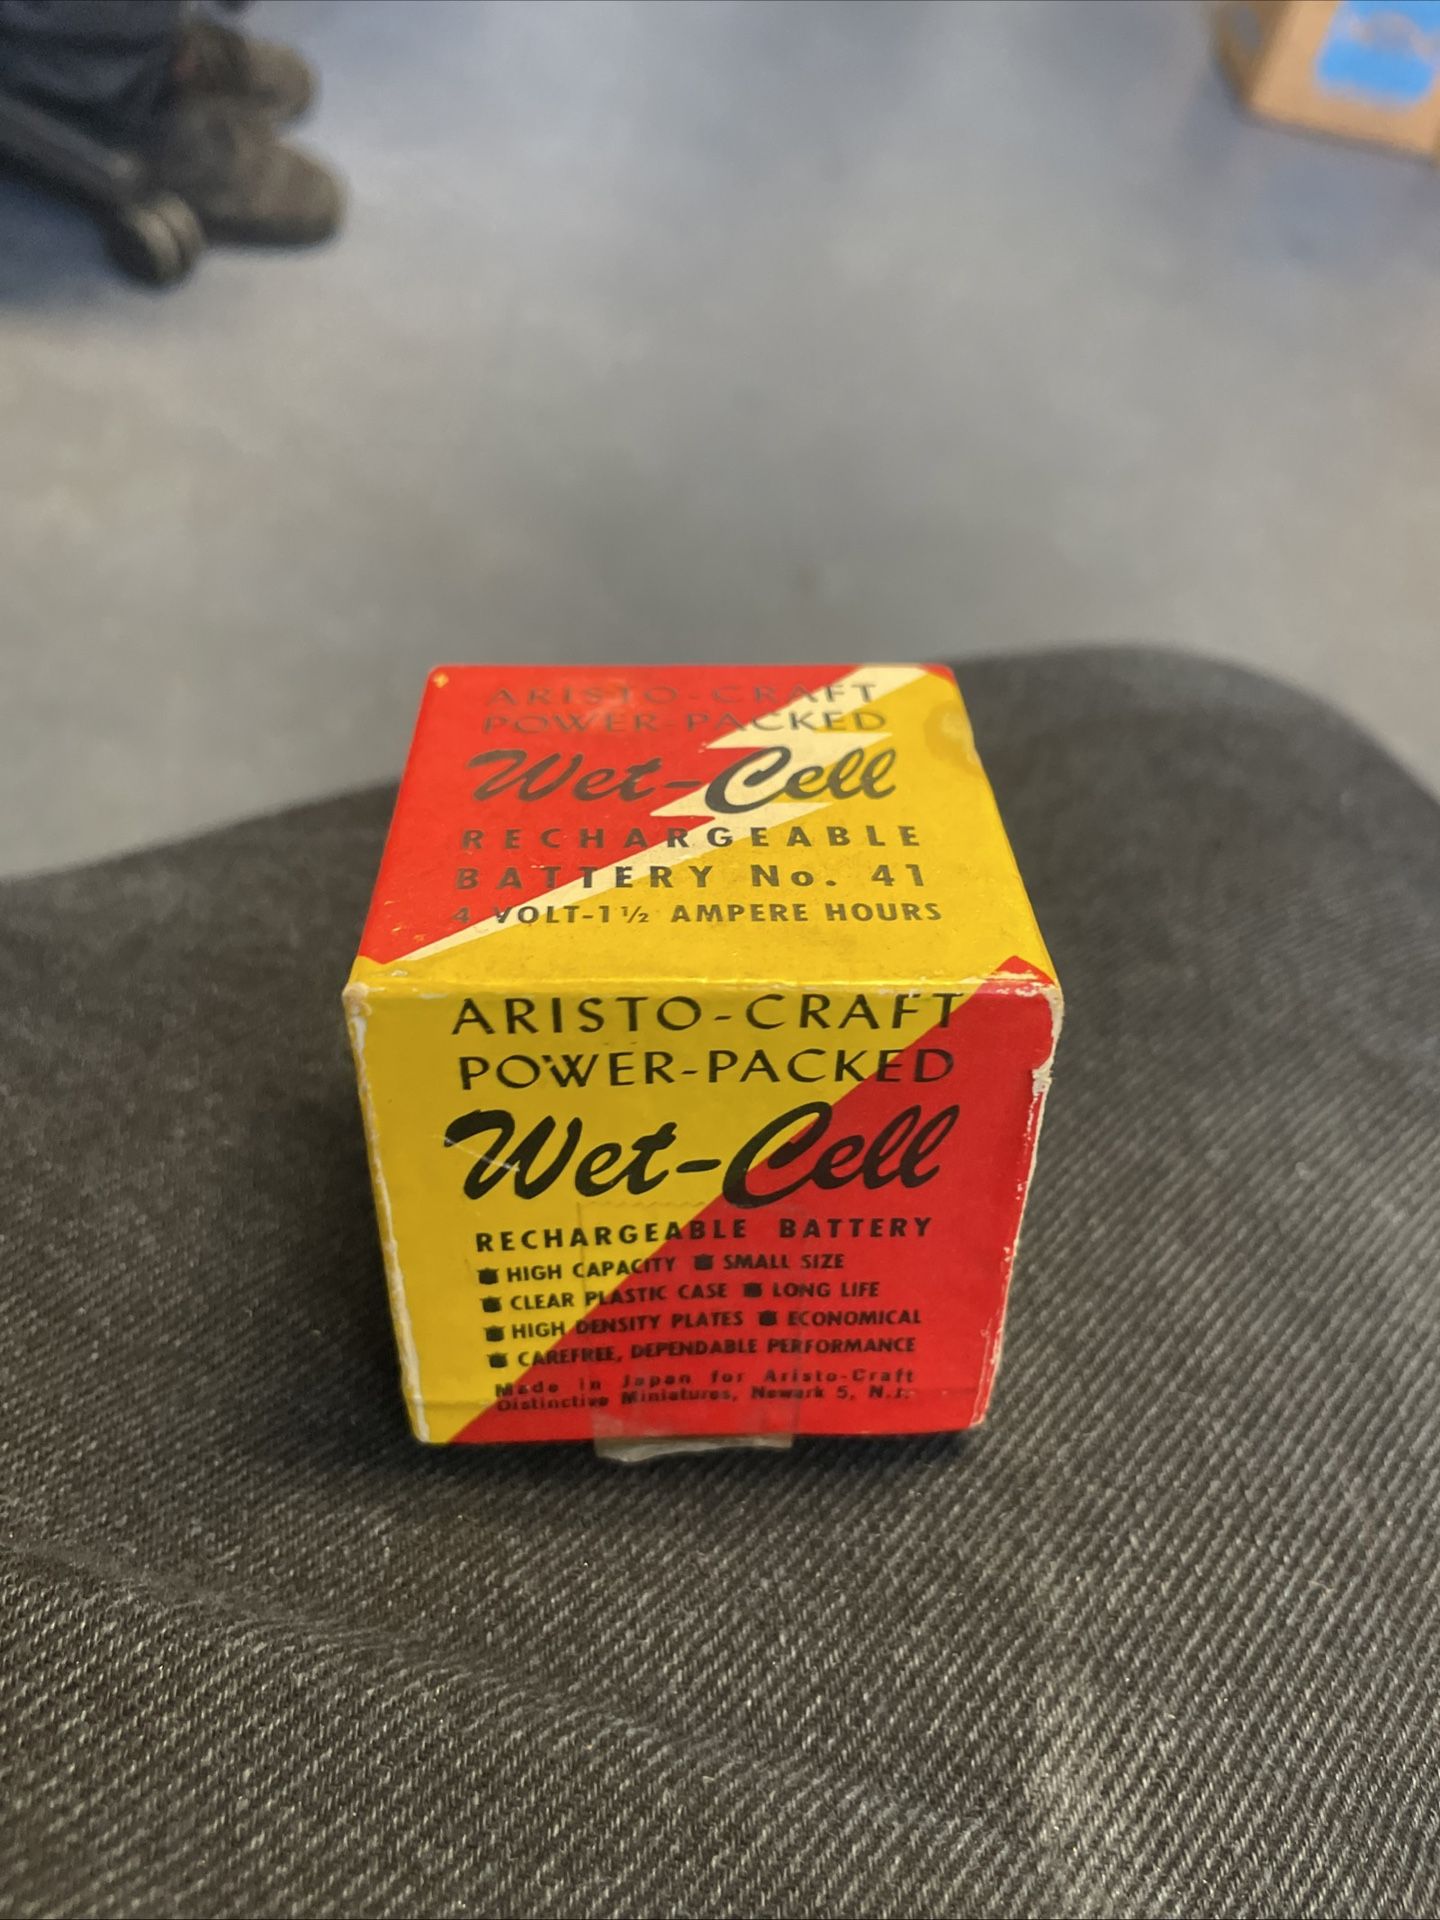 ARISTO-CRAFT
POWER-PACKED
Wet-Cell
RECHARGEABLE
BATTERY No. 41
4 VOLT-1½ AMPERE HOURS
ARISTO-CRAFT
POWER-PACKED
Wet-Cell
RECHARGEABLE BATTERY
HIGH CAPACITY SMALL SIZE
CLEAR PLASTIC CASE LONG LIFE
HIGH DENSITY PLATES ECONOMICAL
CAREFREE, DEPENDABLE PERFORMANCE
Made in Japan for Aristo-Craft
Distinctive Miniatures, Newark 5, N.J.